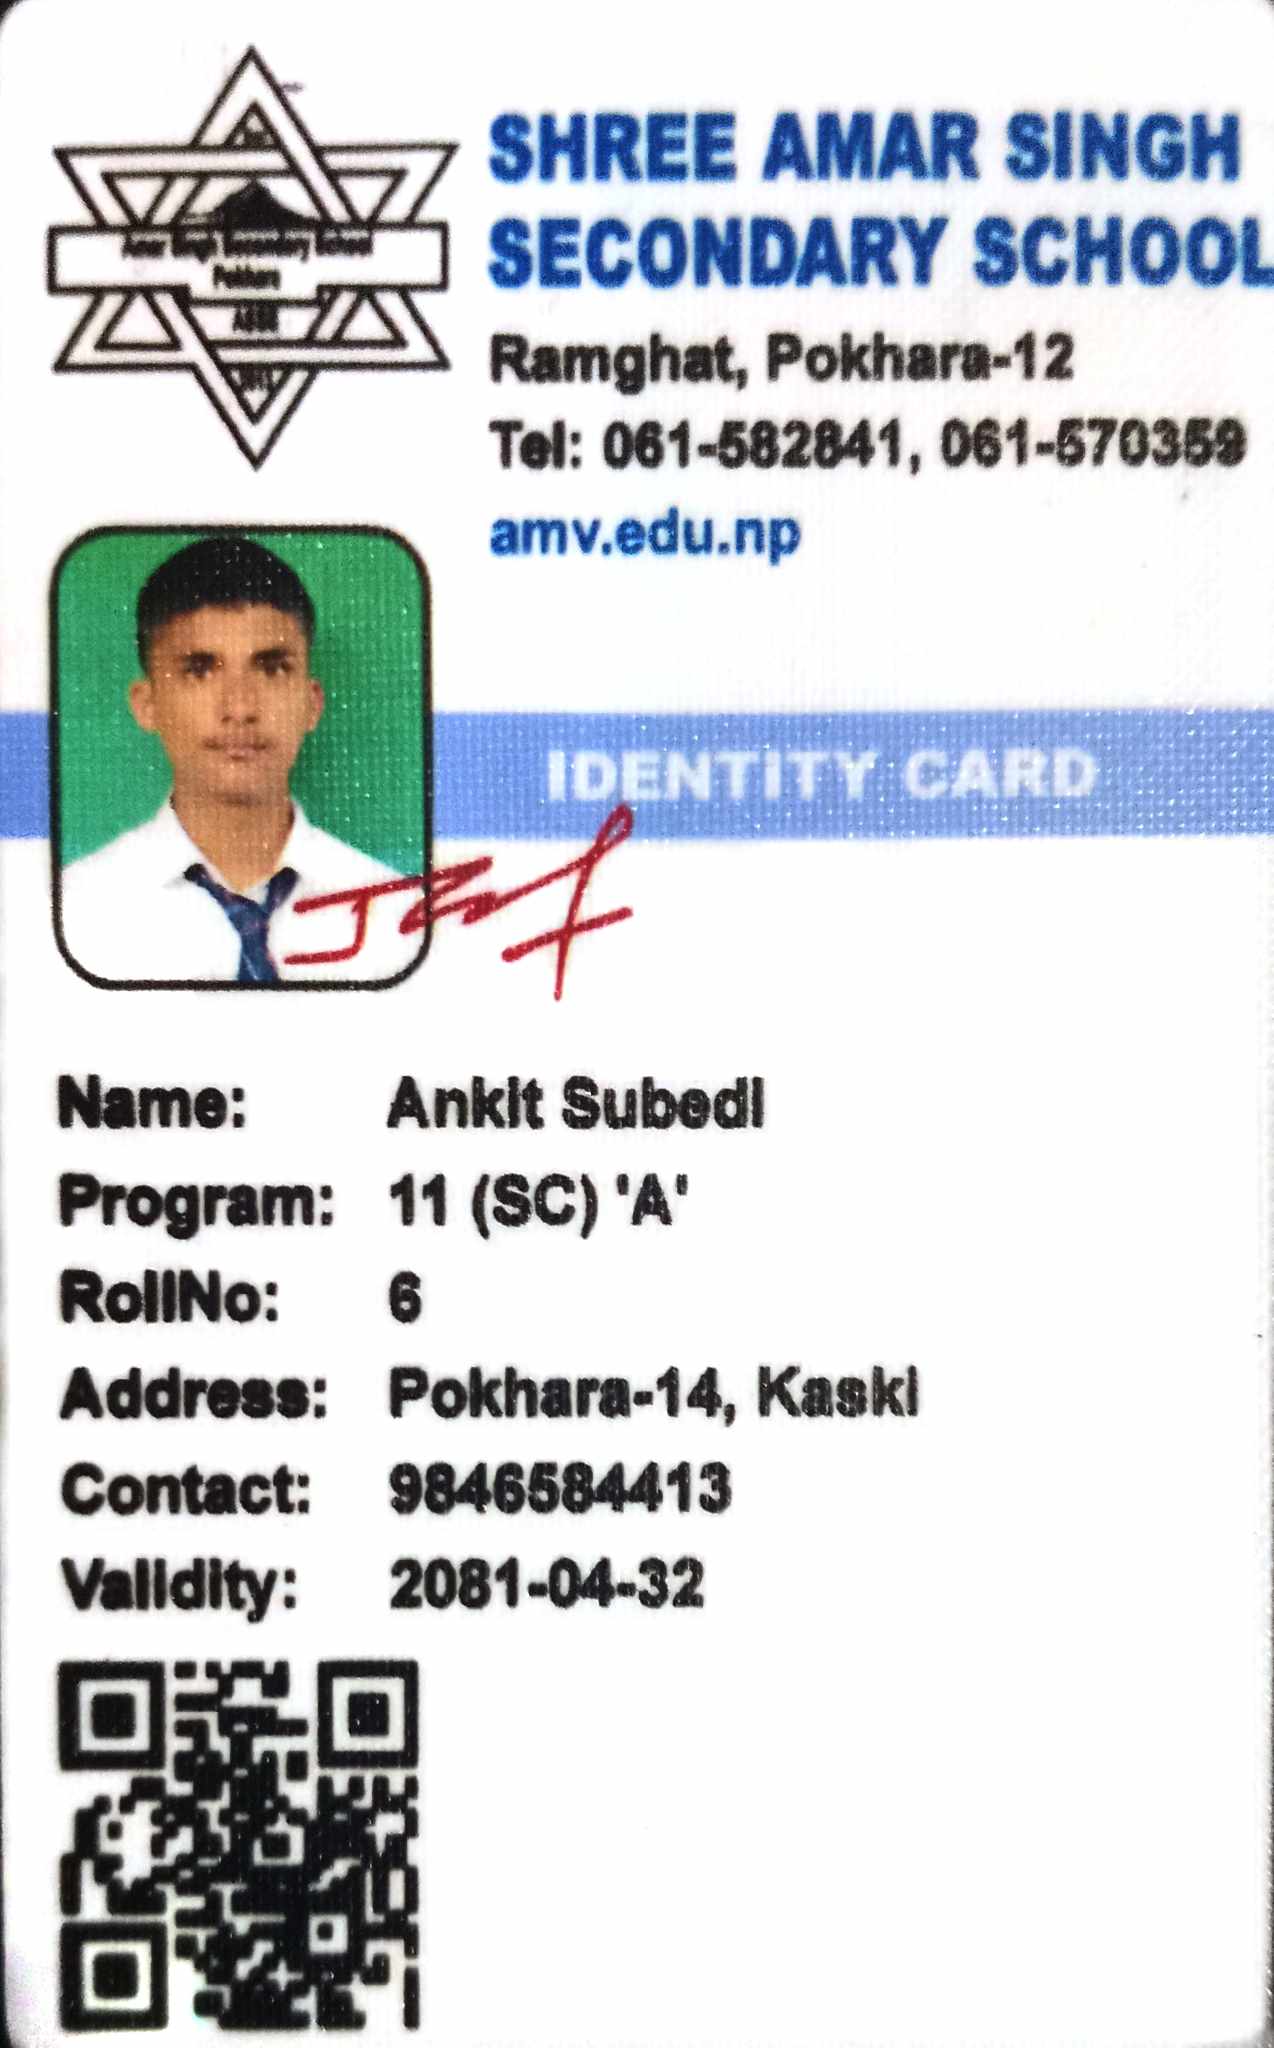 SHREE AMAR SINGH
SECONDARY SCHOOL
Ramghat, Pokhara-12
Tel: 061-582841, 061-570359
amv.edu.np
Amar Singh Secondary School
Pokhara
IDENTITY CARD
Name: Ankit Subedi
Program: 11 (SC) 'A'
RollNo: 6
Address: Pokhara-14, Kaski
Contact: 9846584413
Validity: 2081-04-32